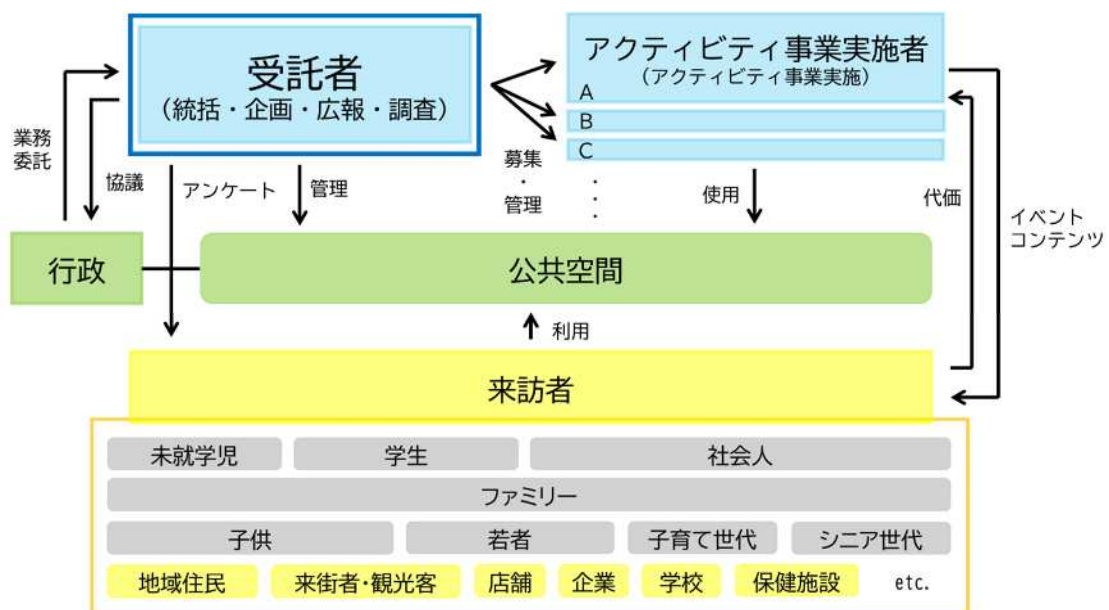 受託者
（統括・企画・広報・調査）
アクティビティ事業実施者
（アクティビティ事業実施）
A
B
C
業務
委託
協議
アンケート
管理
募集
・
管理
使用
代価
イベント
コンテンツ
行政
公共空間
利用
来訪者
未就学児 学生 社会人
ファミリー
子供 若者 子育て世代 シニア世代
地域住民 来街者・観光客 店舗 企業 学校 保健施設 etc.